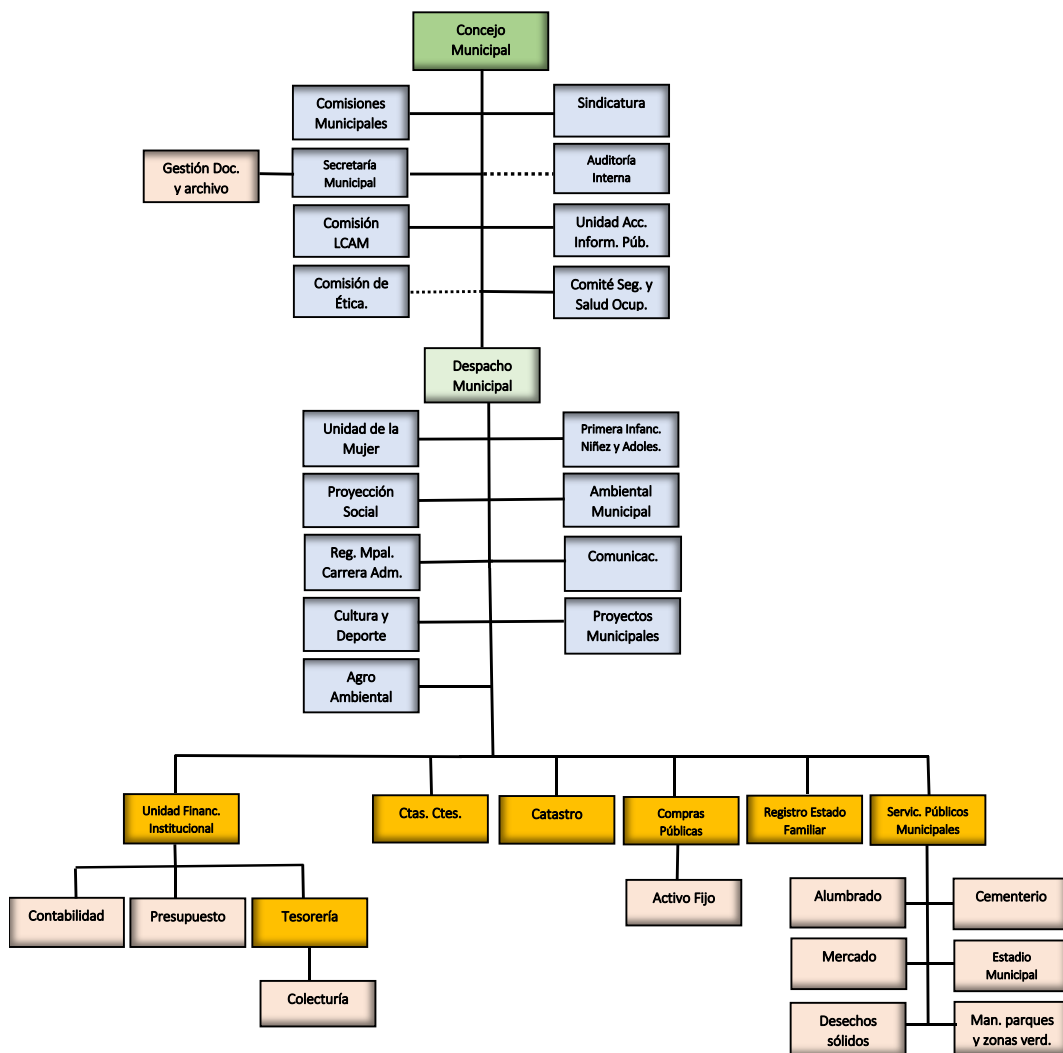 Concejo
Municipal
Comisiones
Municipales
Sindicatura
Gestión Doc.
y archivo
Secretaría
Municipal
Auditoría
Interna
Comisión
LCAM
Unidad Acc.
Inform. Púb.
Comisión de
Ética.
Comité Seg. y
Salud Ocup.
Despacho
Municipal
Unidad de la
Mujer
Primera Infanc.
Niñez y Adoles.
Proyección
Social
Ambiental
Municipal
Reg. Mpal.
Carrera Adm.
Comunicac.
Cultura y
Deporte
Proyectos
Municipales
Agro
Ambiental
Unidad Financ.
Institucional
Ctas. Ctes.
Catastro
Compras
Públicas
Registro Estado
Familiar
Servic. Públicos
Municipales
Contabilidad
Presupuesto
Tesorería
Activo Fijo
Alumbrado
Cementerio
Mercado
Estadio
Municipal
Colecturía
Desechos
sólidos
Man. parques
y zonas verd.